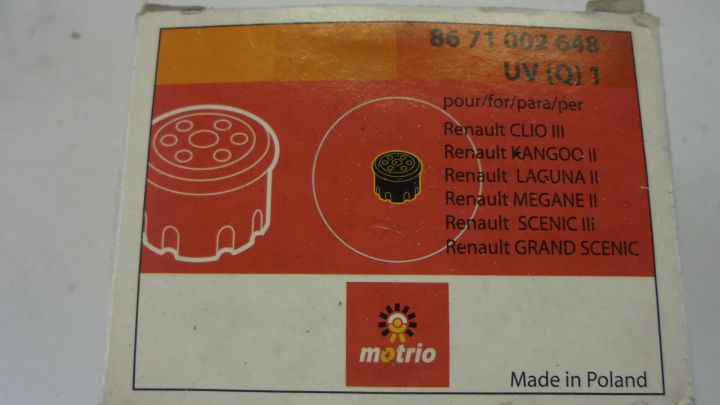 86 71 002 648
UV (Q) 1
pour/for/para/per
Renault CLIO III
Renault KANGOO II
Renault LAGUNA II
Renault MEGANE II
Renault SCENIC IIi
Renault GRAND SCENIC
motrio
Made in Poland